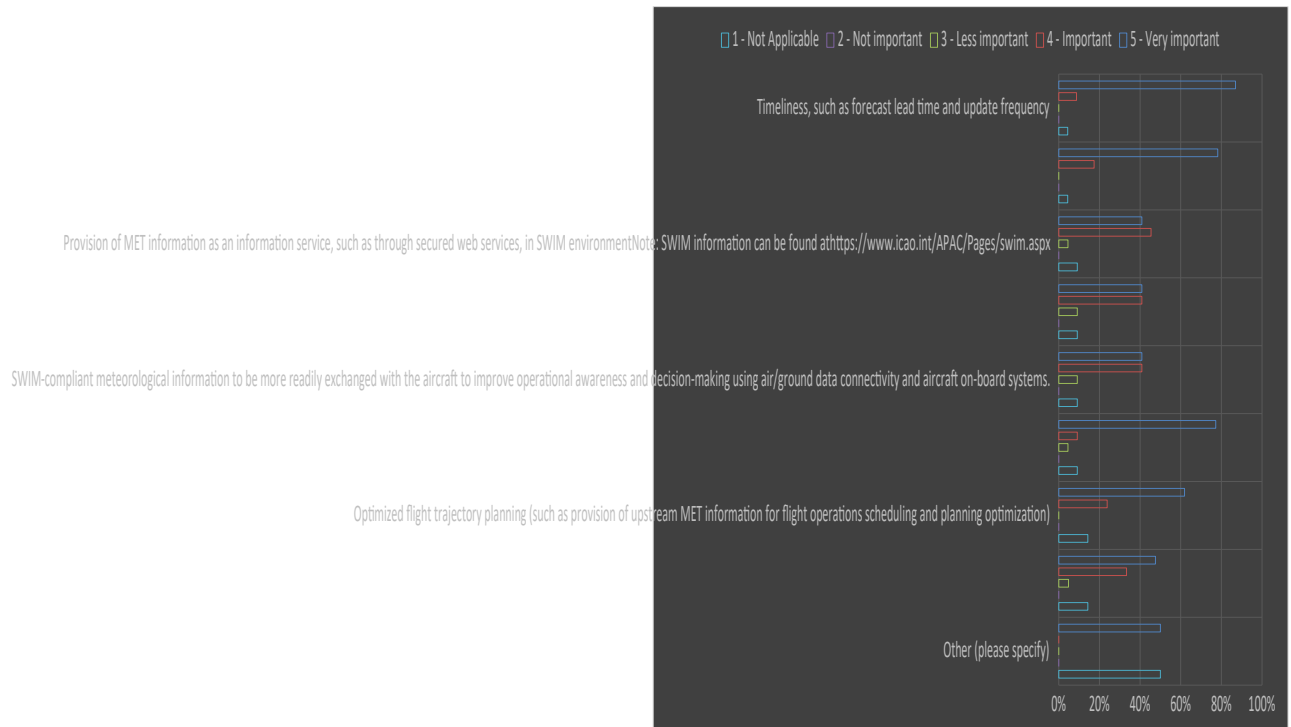 1 - Not Applicable 2 - Not important 3 - Less important 4 - Important 5 - Very important
Timeliness, such as forecast lead time and update frequency
Provision of MET information as an information service, such as through secured web services, in SWIM environmentNote: SWIM information can be found athttps://www.icao.int/APAC/Pages/swim.aspx
SWIM-compliant meteorological information to be more readily exchanged with the aircraft to improve operational awareness and decision-making using air/ground data connectivity and aircraft on-board systems.
Optimized flight trajectory planning (such as provision of upstream MET information for flight operations scheduling and planning optimization)
Other (please specify)
0% 20% 40% 60% 80% 100%